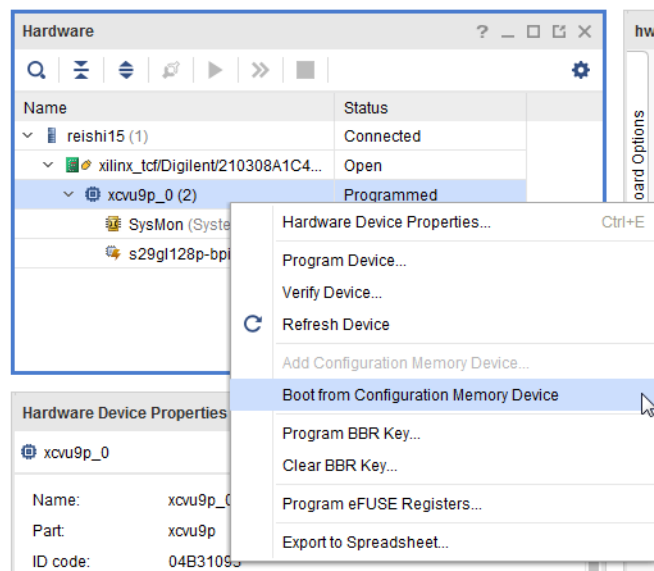 Hardware
hw
Name Status
reishi15 (1) Connected
xilinx_tcf/Digilent/210308A1C4... Open
xcvu9p_0 (2) Programmed
SysMon (Syste
s29gl128p-bpi
oard Options
Hardware Device Properties... Ctrl+E
Program Device...
Verify Device...
Refresh Device
Add Configuration Memory Device...
Boot from Configuration Memory Device
Program BBR Key...
Clear BBR Key...
Program eFUSE Registers...
Export to Spreadsheet...
Hardware Device Properties
xcvu9p_0
Name: xcvu9p_0
Part: xcvu9p
ID code: 04B31093